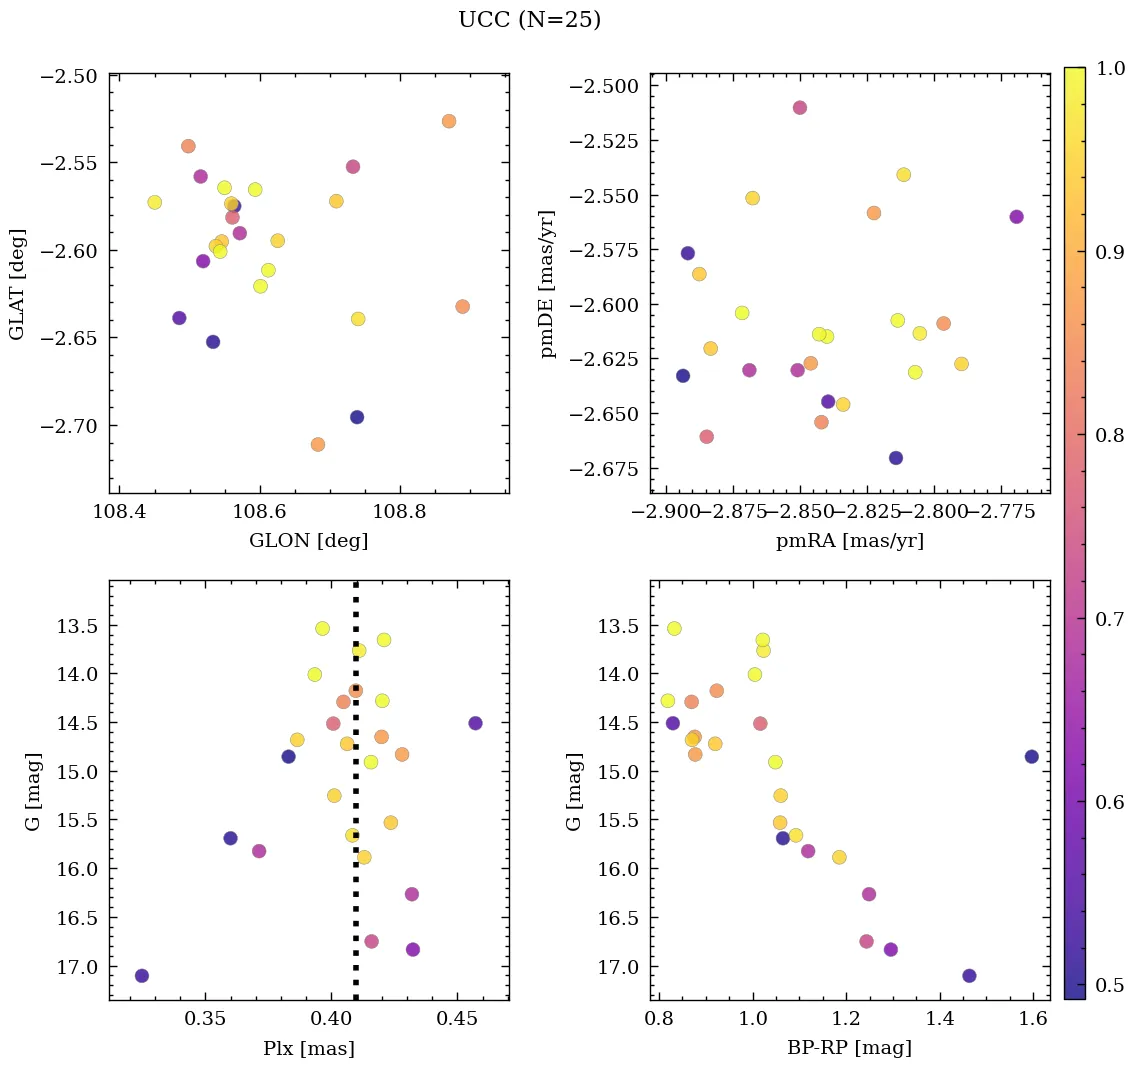 UCC (N=25)
−2.50
−2.55
−2.60
−2.65
−2.70
GLAT [deg]
108.4 108.6 108.8
GLON [deg]
−2.500
−2.525
−2.550
−2.575
−2.600
−2.625
−2.650
−2.675
pmDE [mas/yr]
−2.900 −2.875 −2.850 −2.825 −2.800 −2.775
pmRA [mas/yr]
13.5
14.0
14.5
15.0
15.5
16.0
16.5
17.0
G [mag]
0.35 0.40 0.45
Plx [mas]
13.5
14.0
14.5
15.0
15.5
16.0
16.5
17.0
G [mag]
0.8 1.0 1.2 1.4 1.6
BP-RP [mag]
1.0
0.9
0.8
0.7
0.6
0.5